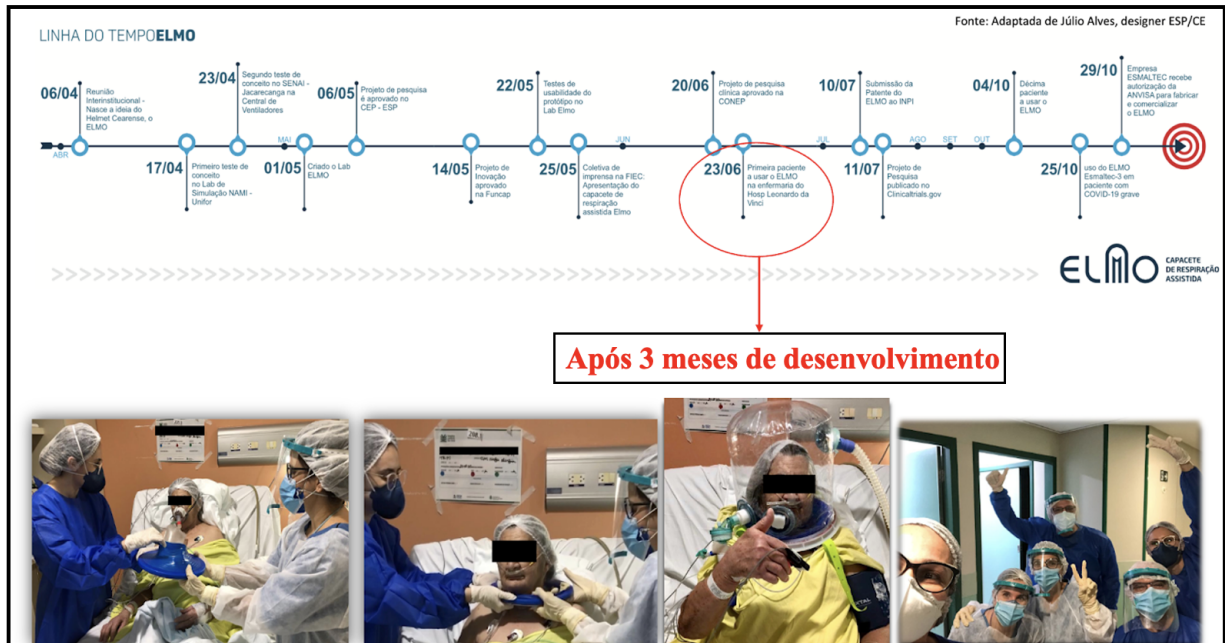 Fonte: Adaptada de Júlio Alves, designer ESP/CE
LINHA DO TEMPOELMO
06/04
Reunião
Interinstitucional -
Nasce a ideia do
Helmet Cearense, o
ELMO
23/04
Segundo teste de
conceito no SENAI -
Jacarecanga na
Central de
Ventiladores
06/05
Projeto de pesquisa
é aprovado no
CEP - ESP
22/05
Testes de
usabilidade do
protótipo no
Lab Elmo
20/06
Projeto de pesquisa
clínica aprovado na
CONEP
10/07
Submissão da
Patente do
ELMO ao INPI
04/10
Décima
paciente
a usar o
ELMO
29/10
Empresa
ESMALTEC recebe
autorização da
ANVISA para fabricar
e comercializar
o ELMO
ABR
MAI
JUN
JUL
AGO
SET
OUT
17/04
Primeiro teste de
conceito
no Lab de
Simulação NAMI -
Unifor
01/05
Criado o Lab
ELMO
14/05
Projeto de
Inovação
aprovado
na Funcap
25/05
Coletiva de
imprensa na FIEC:
Apresentação do
capacete de
respiração
assistida Elmo
23/06
Primeira paciente
a usar o ELMO
na enfermaria do
Hosp Leonardo da
Vinci
11/07
Projeto de
Pesquisa
publicado no
Clinicaltrials.gov
25/10
uso do ELMO
Esmaltec-3 em
paciente com
COVID-19 grave
ELMO
CAPACETE
DE RESPIRAÇÃO
ASSISTIDA
Após 3 meses de desenvolvimento